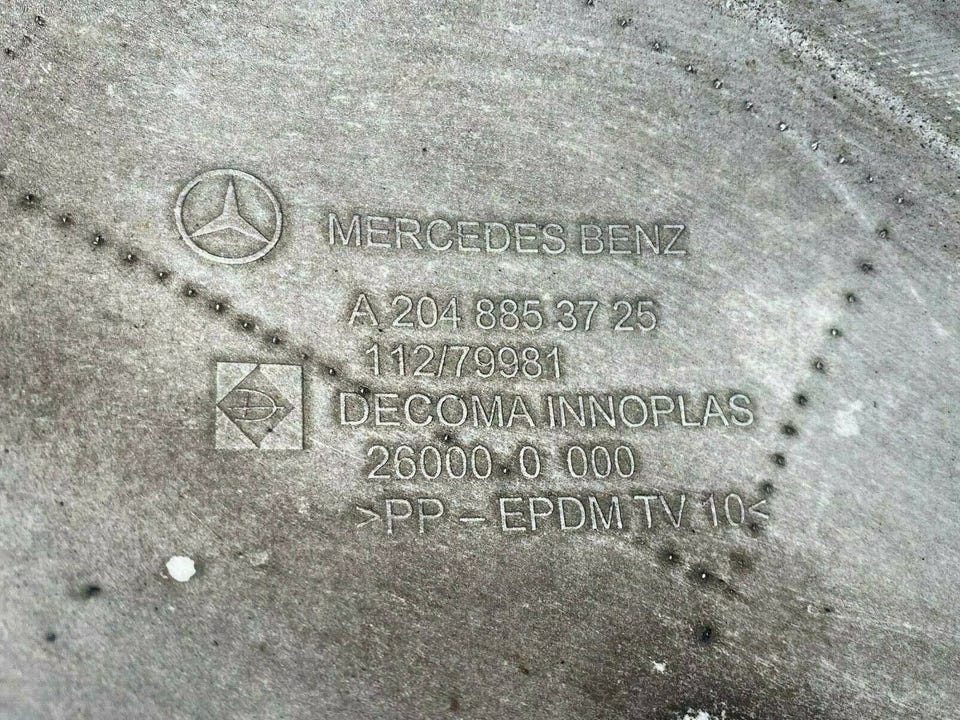 MERCEDES BENZ
A 204 885 37 25
112/79981
DECOMA INNOPLAS
26000 0 000
>PP - EPDM TV 10<